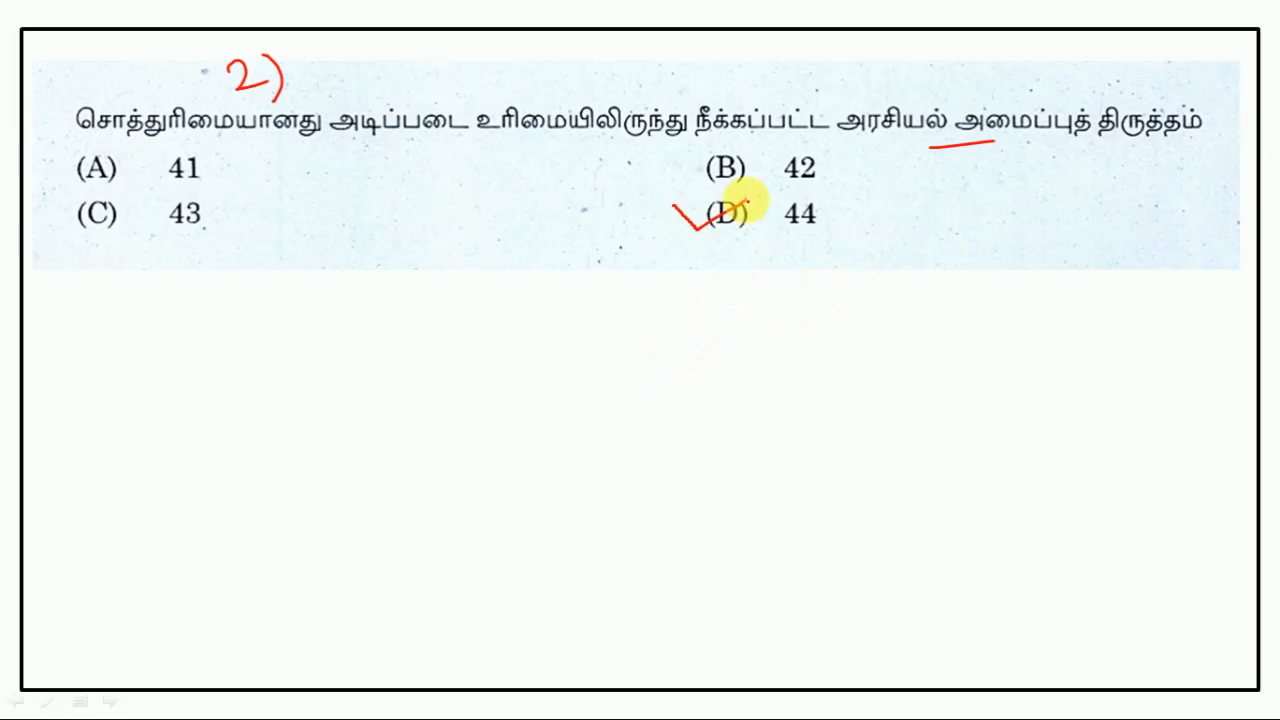 2)
சொத்துரிமையானது அடிப்படை உரிமையிலிருந்து நீக்கப்பட்ட அரசியல் அமைப்புத் திருத்தம்
(A) 41 (B) 42
(C) 43 (D) 44